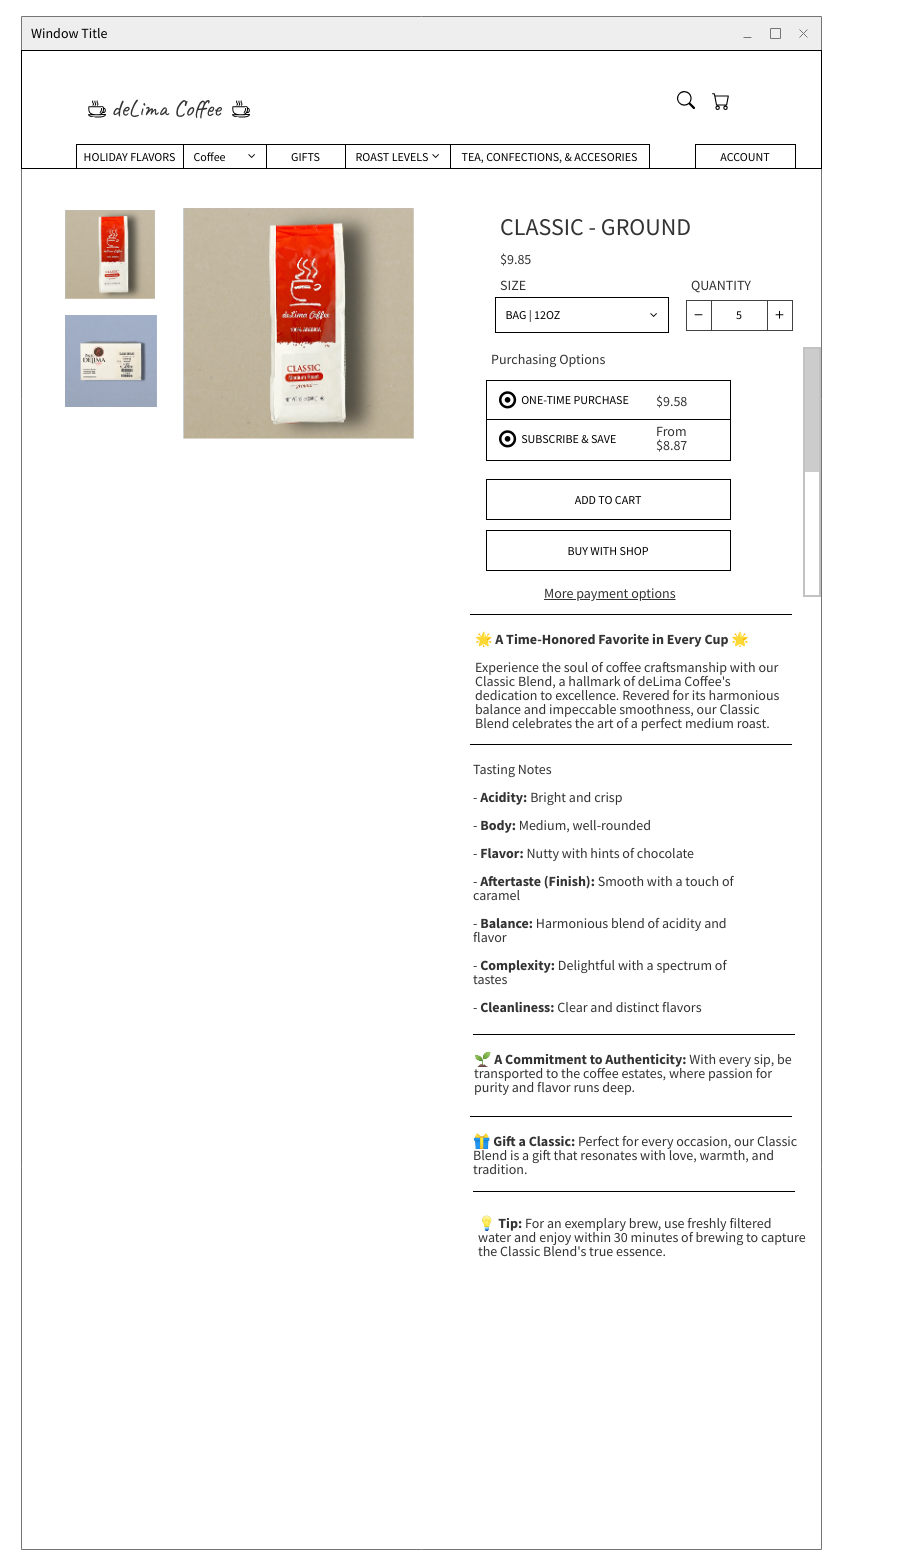 Window Title
deLima Coffee
HOLIDAY FLAVORS
Coffee
GIFTS
ROAST LEVELS
TEA, CONFECTIONS, & ACCESORIES
ACCOUNT
CLASSIC - GROUND
$9.85
SIZE
QUANTITY
BAG | 12OZ
− 5 +
Purchasing Options
ONE-TIME PURCHASE $9.58
SUBSCRIBE & SAVE From
$8.87
ADD TO CART
BUY WITH SHOP
More payment options
deLima Coffee
100% ARABICA
CLASSIC
Medium Roast
ground
DELIMA
🌟 A Time-Honored Favorite in Every Cup 🌟
Experience the soul of coffee craftsmanship with our
Classic Blend, a hallmark of deLima Coffee's
dedication to excellence. Revered for its harmonious
balance and impeccable smoothness, our Classic
Blend celebrates the art of a perfect medium roast.
Tasting Notes
- Acidity: Bright and crisp
- Body: Medium, well-rounded
- Flavor: Nutty with hints of chocolate
- Aftertaste (Finish): Smooth with a touch of
caramel
- Balance: Harmonious blend of acidity and
flavor
- Complexity: Delightful with a spectrum of
tastes
- Cleanliness: Clear and distinct flavors
🌱 A Commitment to Authenticity: With every sip, be
transported to the coffee estates, where passion for
purity and flavor runs deep.
🎁 Gift a Classic: Perfect for every occasion, our Classic
Blend is a gift that resonates with love, warmth, and
tradition.
💡 Tip: For an exemplary brew, use freshly filtered
water and enjoy within 30 minutes of brewing to capture
the Classic Blend's true essence.